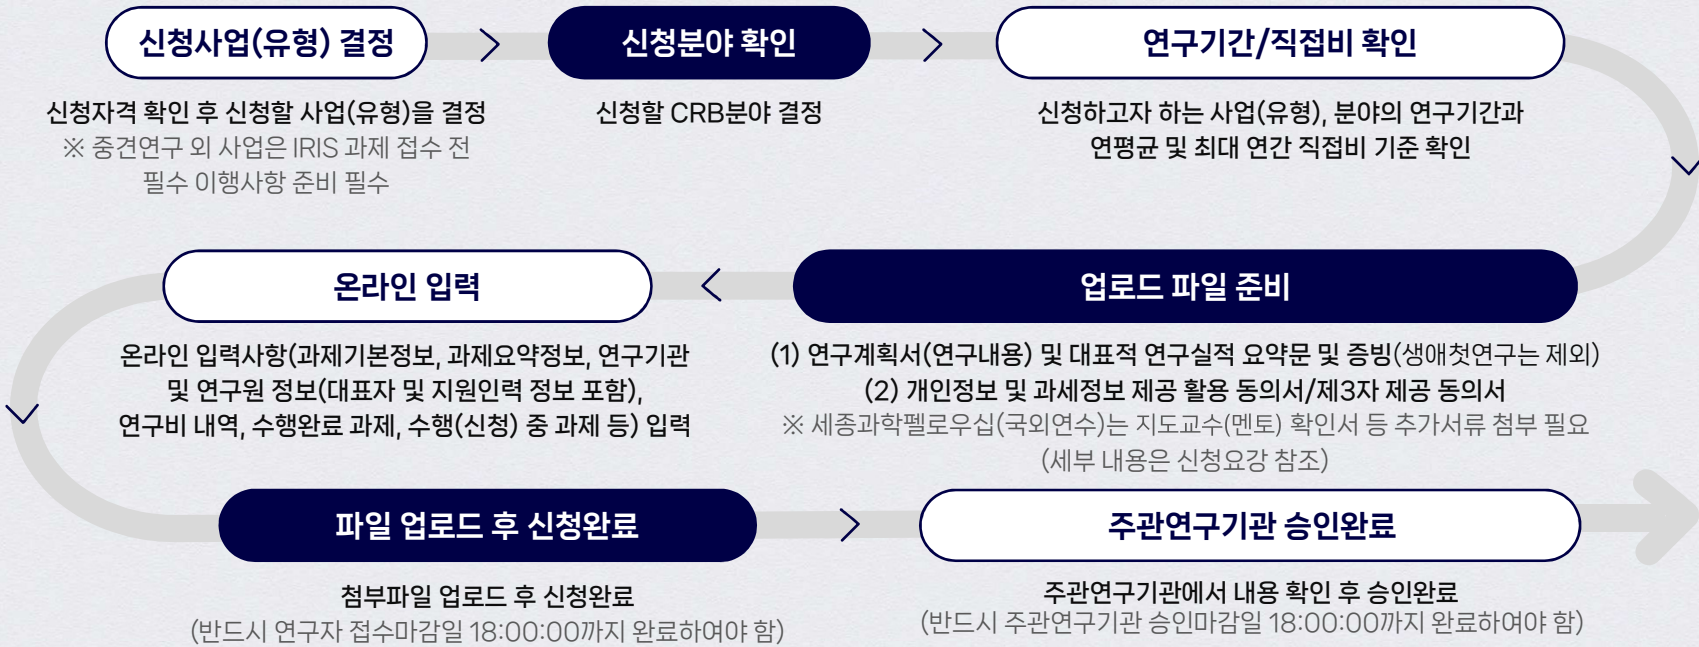 신청사업(유형) 결정
신청자격 확인 후 신청할 사업(유형)을 결정
※ 중견연구 외 사업은 IRIS 과제 접수 전
필수 이행사항 준비 필수
신청분야 확인
신청할 CRB분야 결정
연구기간/직접비 확인
신청하고자 하는 사업(유형), 분야의 연구기간과
연평균 및 최대 연간 직접비 기준 확인
업로드 파일 준비
(1) 연구계획서(연구내용) 및 대표적 연구실적 요약문 및 증빙(생애첫연구는 제외)
(2) 개인정보 및 과세정보 제공 활용 동의서/제3자 제공 동의서
※ 세종과학펠로우십(국외연수)는 지도교수(멘토) 확인서 등 추가서류 첨부 필요
(세부 내용은 신청요강 참조)
온라인 입력
온라인 입력사항(과제기본정보, 과제요약정보, 연구기관
및 연구원 정보(대표자 및 지원인력 정보 포함),
연구비 내역, 수행완료 과제, 수행(신청) 중 과제 등) 입력
파일 업로드 후 신청완료
첨부파일 업로드 후 신청완료
(반드시 연구자 접수마감일 18:00:00까지 완료하여야 함)
주관연구기관 승인완료
주관연구기관에서 내용 확인 후 승인완료
(반드시 주관연구기관 승인마감일 18:00:00까지 완료하여야 함)